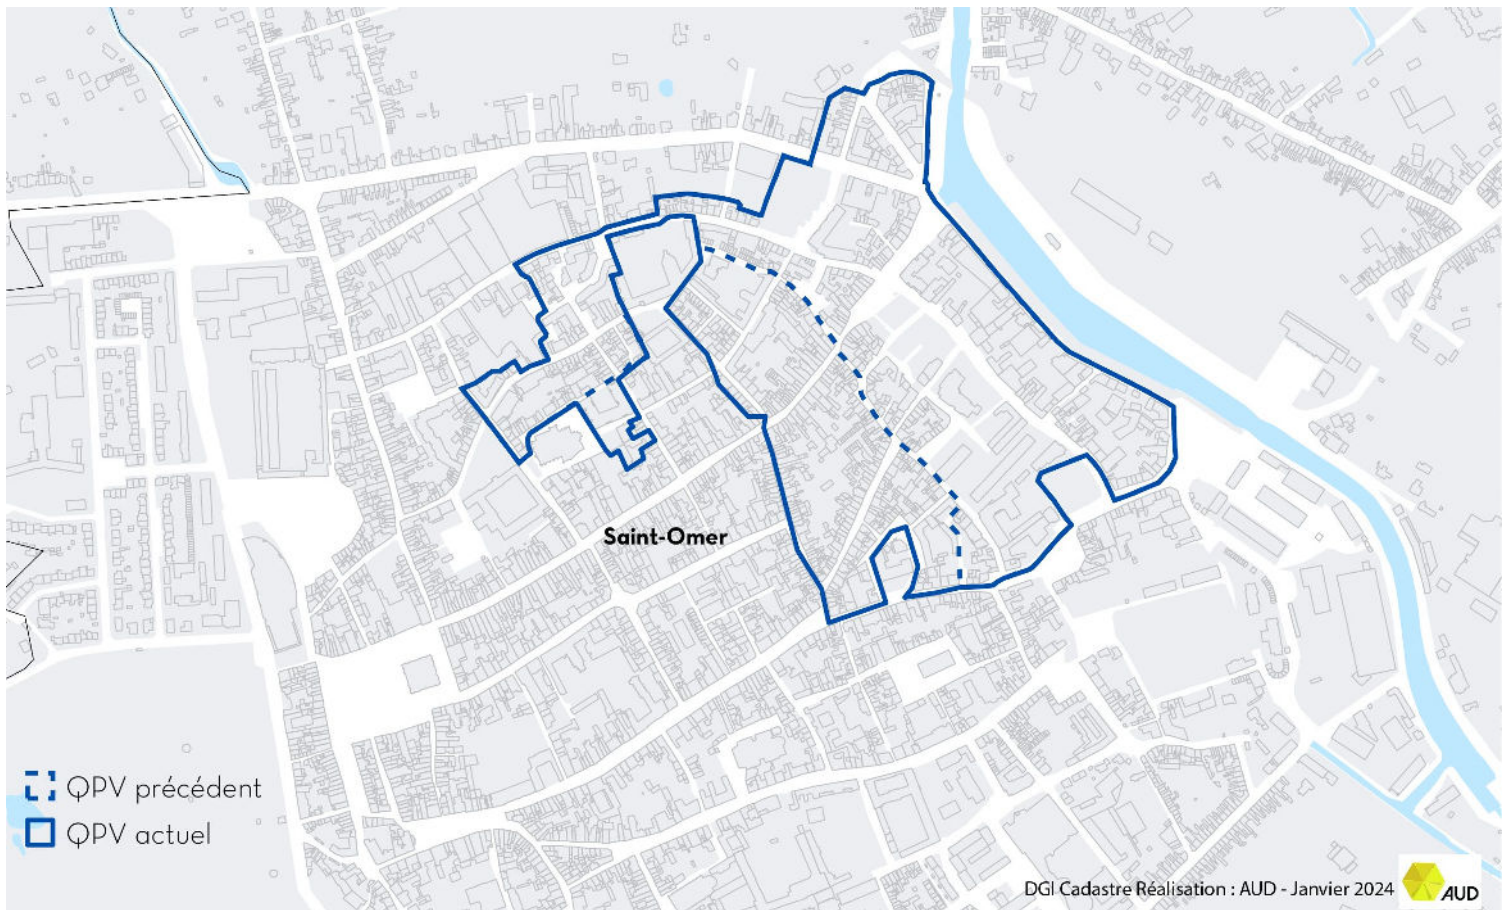 Saint-Omer
QPV précédent
QPV actuel
DGI Cadastre Réalisation : AUD - Janvier 2024
AUD